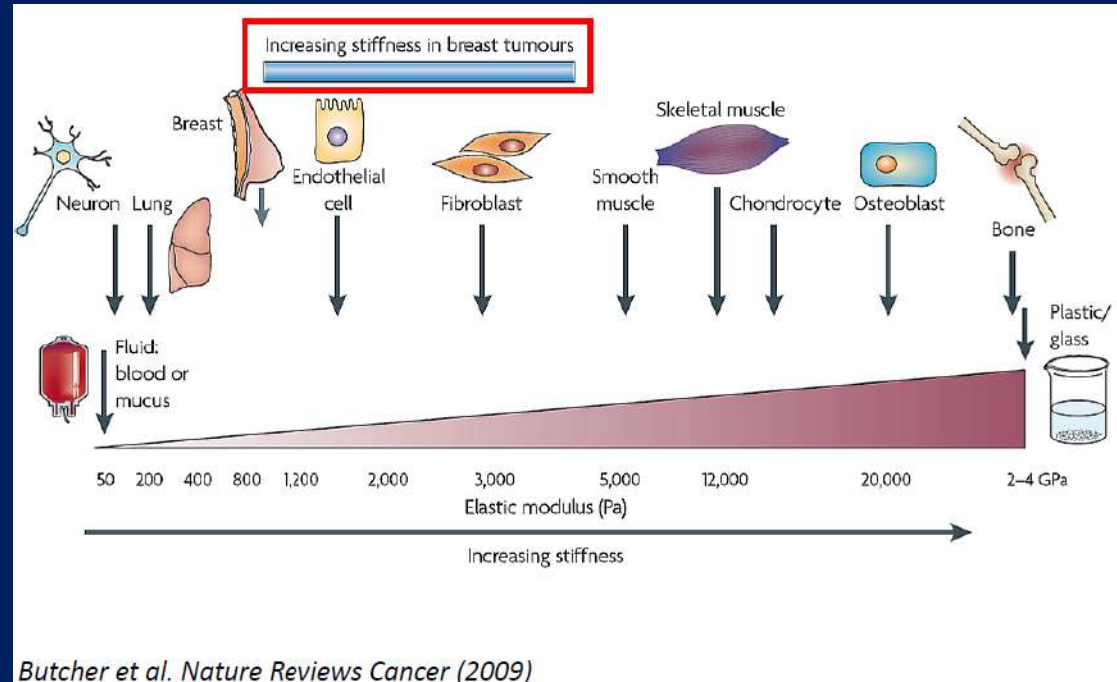 Increasing stiffness in breast tumours
Breast
Skeletal muscle
Neuron
Lung
Endothelial
cell
Fibroblast
Smooth
muscle
Chondrocyte
Osteoblast
Bone
Fluid:
blood or
mucus
Plastic/
glass
50 200 400 800 1,200 2,000 3,000 5,000 12,000 20,000 2–4 GPa
Elastic modulus (Pa)
Increasing stiffness
Butcher et al. Nature Reviews Cancer (2009)